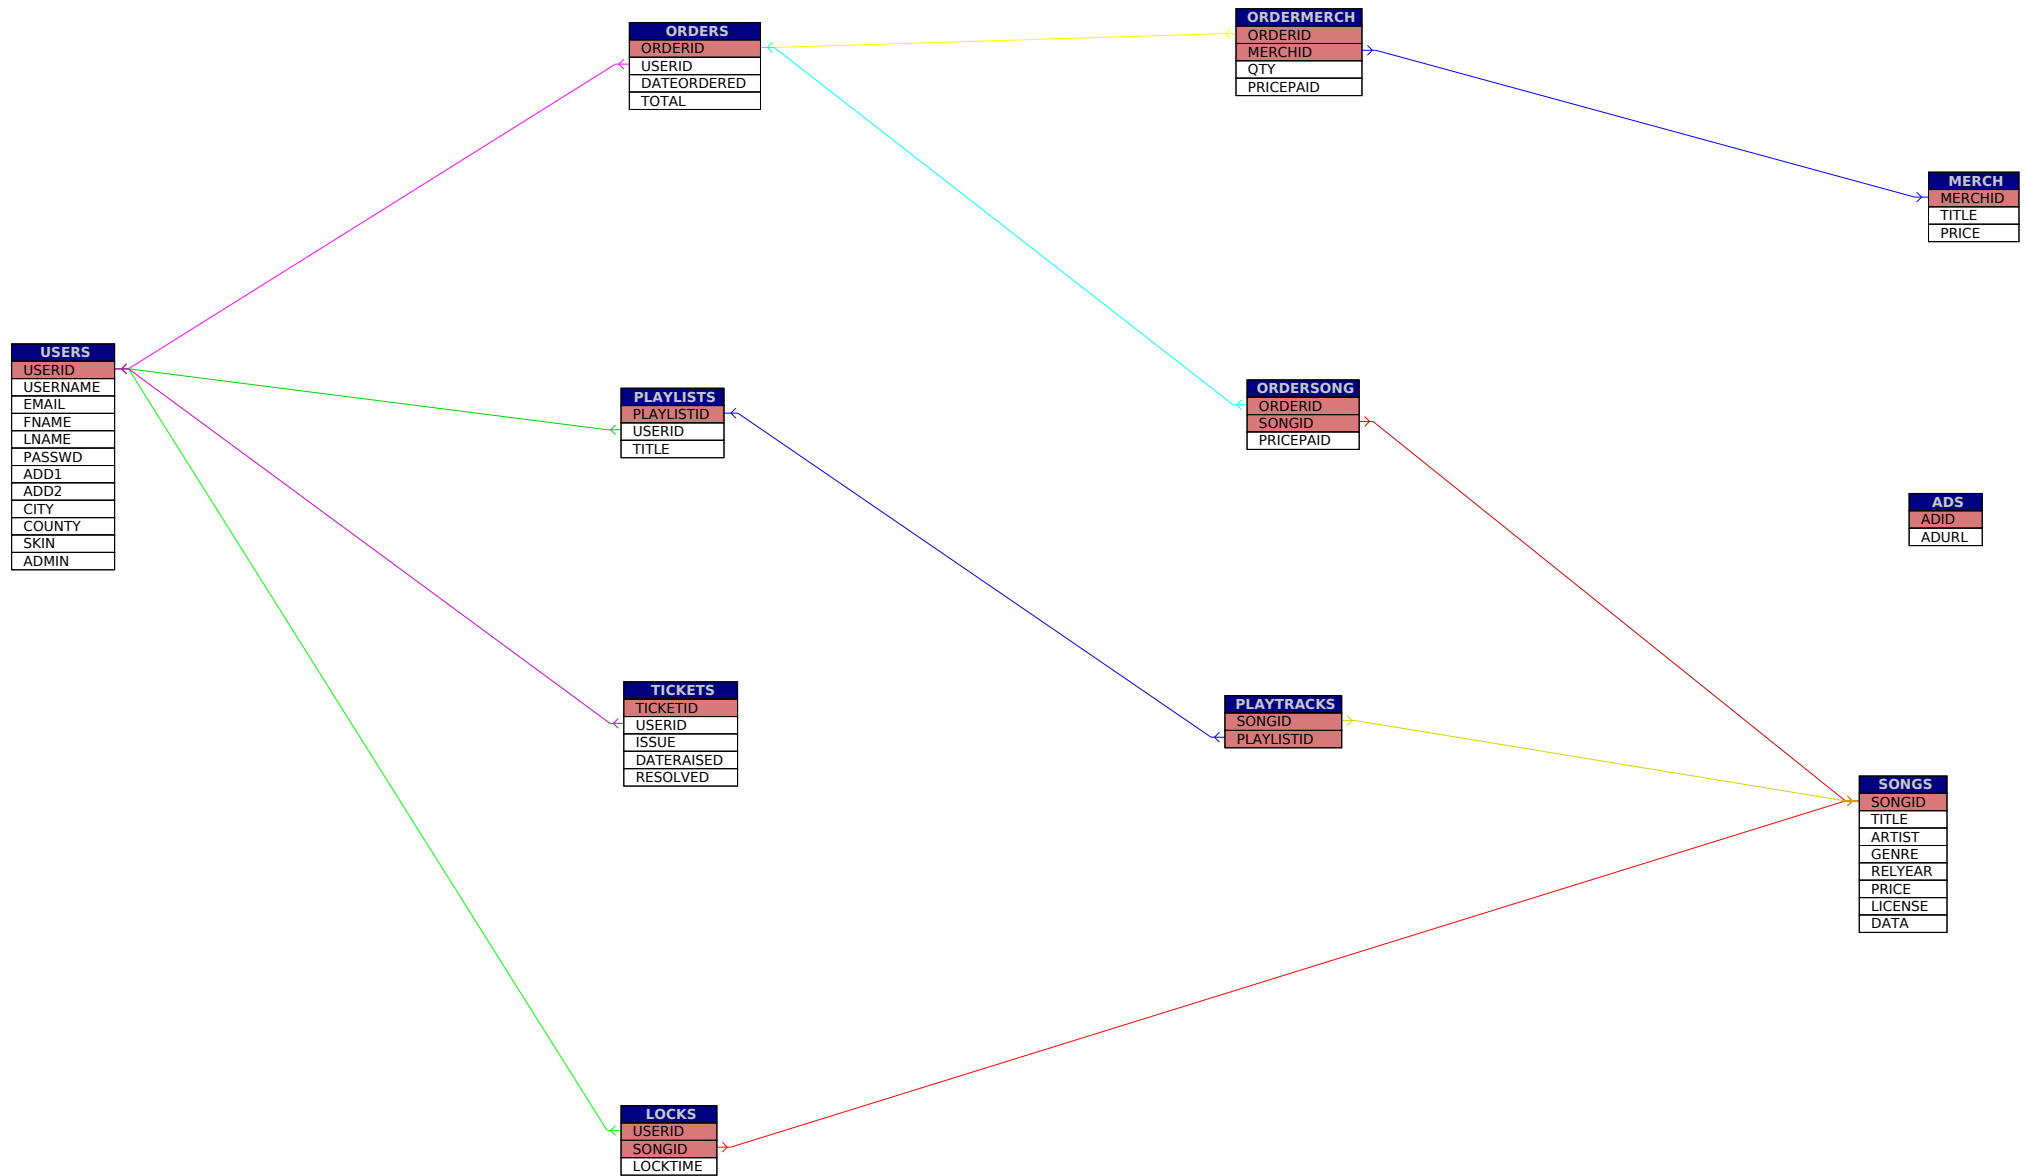 ORDERS
ORDERID
USERID
DATEORDERED
TOTAL
ORDERMERCH
ORDERID
MERCHID
QTY
PRICEPAID
MERCH
MERCHID
TITLE
PRICE
USERS
USERID
USERNAME
EMAIL
FNAME
LNAME
PASSWD
ADD1
ADD2
CITY
COUNTY
SKIN
ADMIN
PLAYLISTS
PLAYLISTID
USERID
TITLE
ORDERSONG
ORDERID
SONGID
PRICEPAID
ADS
ADID
ADURL
TICKETS
TICKETID
USERID
ISSUE
DATERAISED
RESOLVED
PLAYTRACKS
SONGID
PLAYLISTID
SONGS
SONGID
TITLE
ARTIST
GENRE
RELYEAR
PRICE
LICENSE
DATA
LOCKS
USERID
SONGID
LOCKTIME